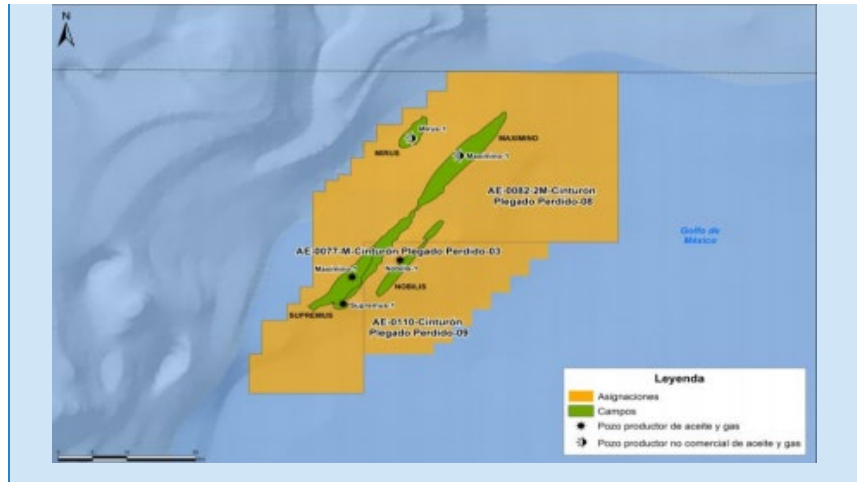 N
Mirus-1
MIRUS
MAXIMINO
Maximino-1
AE-0082-2M-Cinturón
Plegado Perdido-08
Golfo de
México
AE-0077-M-Cinturón Plegado Perdido-03
Maximino-1
Nobilis-1
NOBILIS
Supremus-1
SUPREMUS
AE-0110-Cinturón
Plegado Perdido-09
Leyenda
Asignaciones
Campos
Pozo productor de aceite y gas
Pozo productor no comercial de aceite y gas